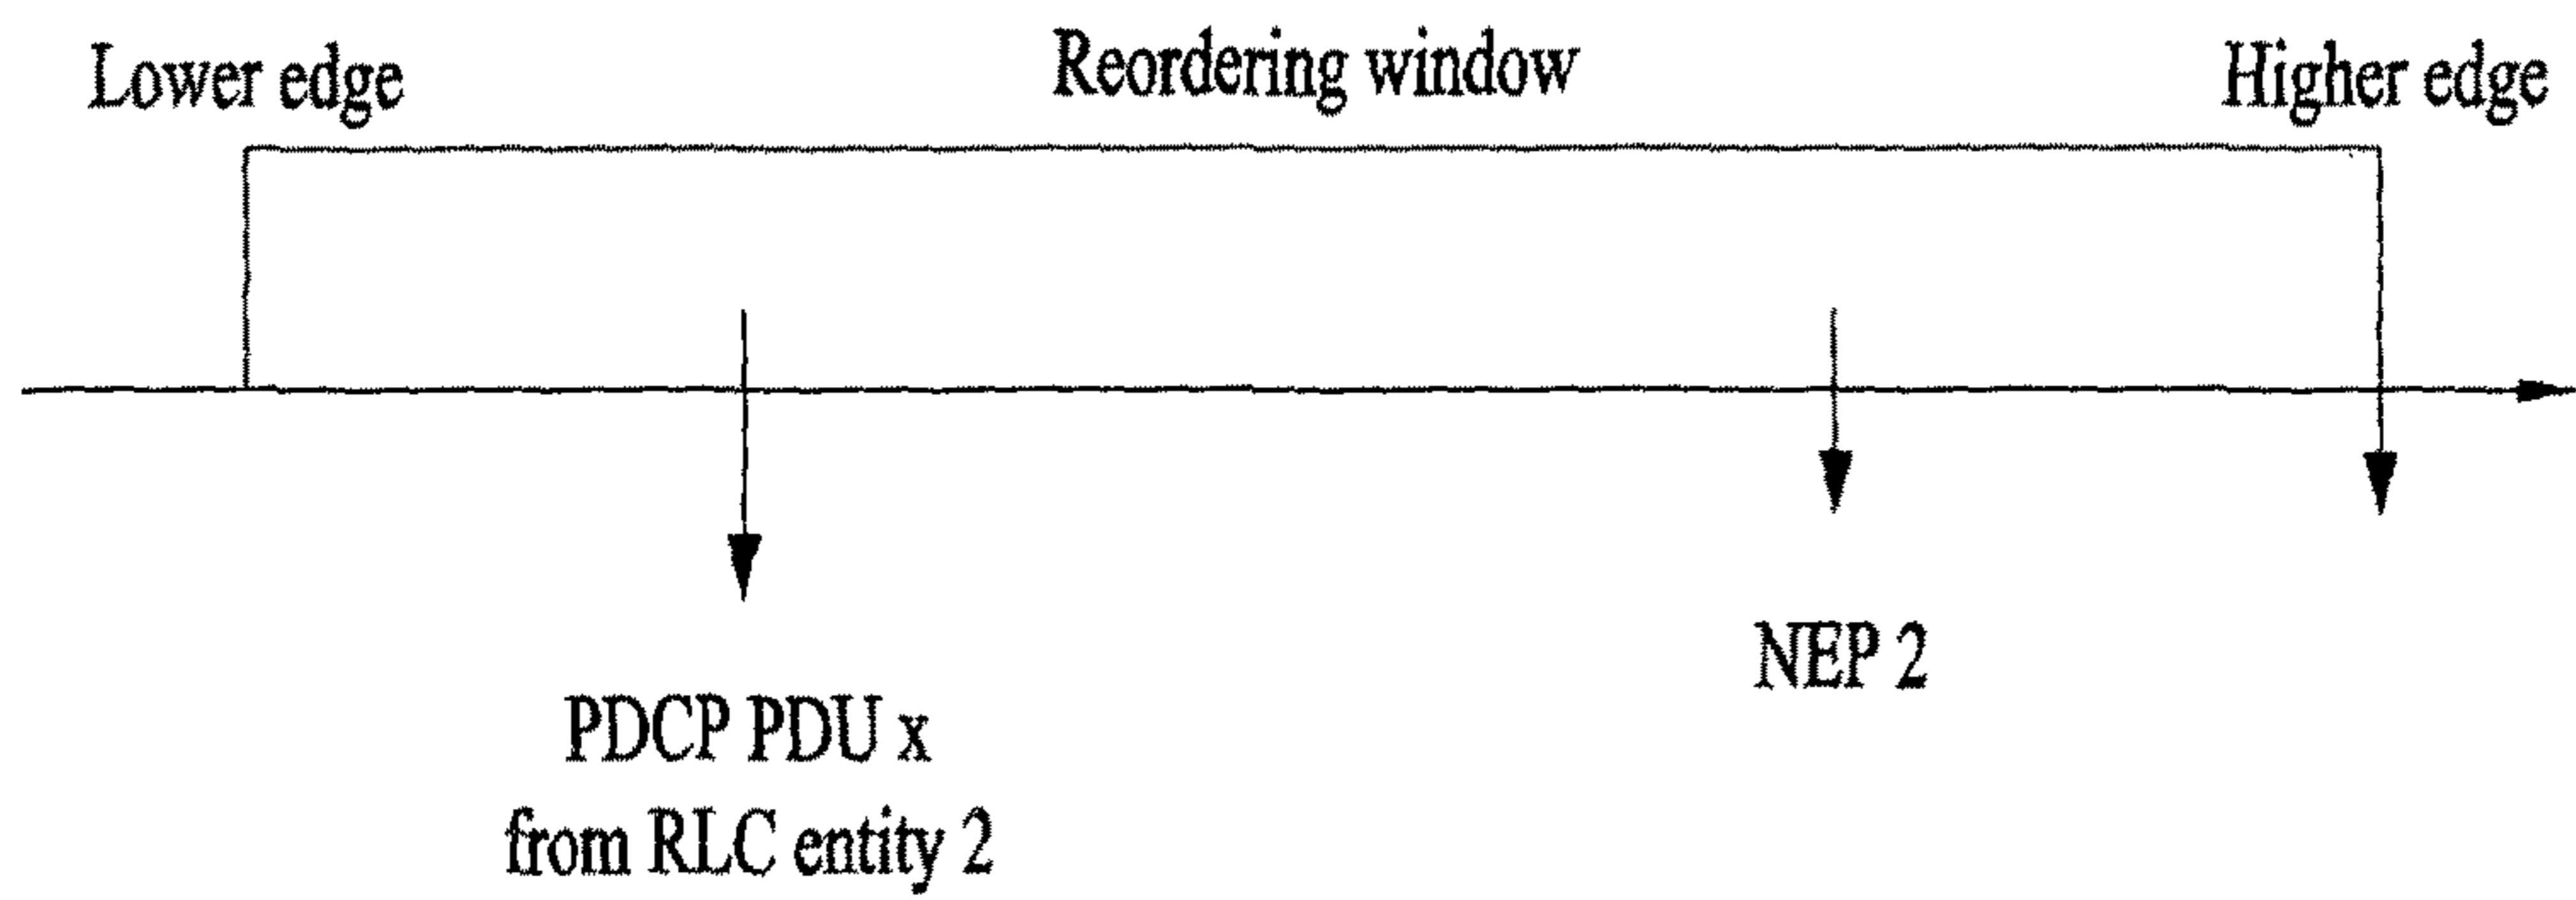 Lower edge
Reordering window
Higher edge
NEP 2
PDCP PDU x
from RLC entity 2